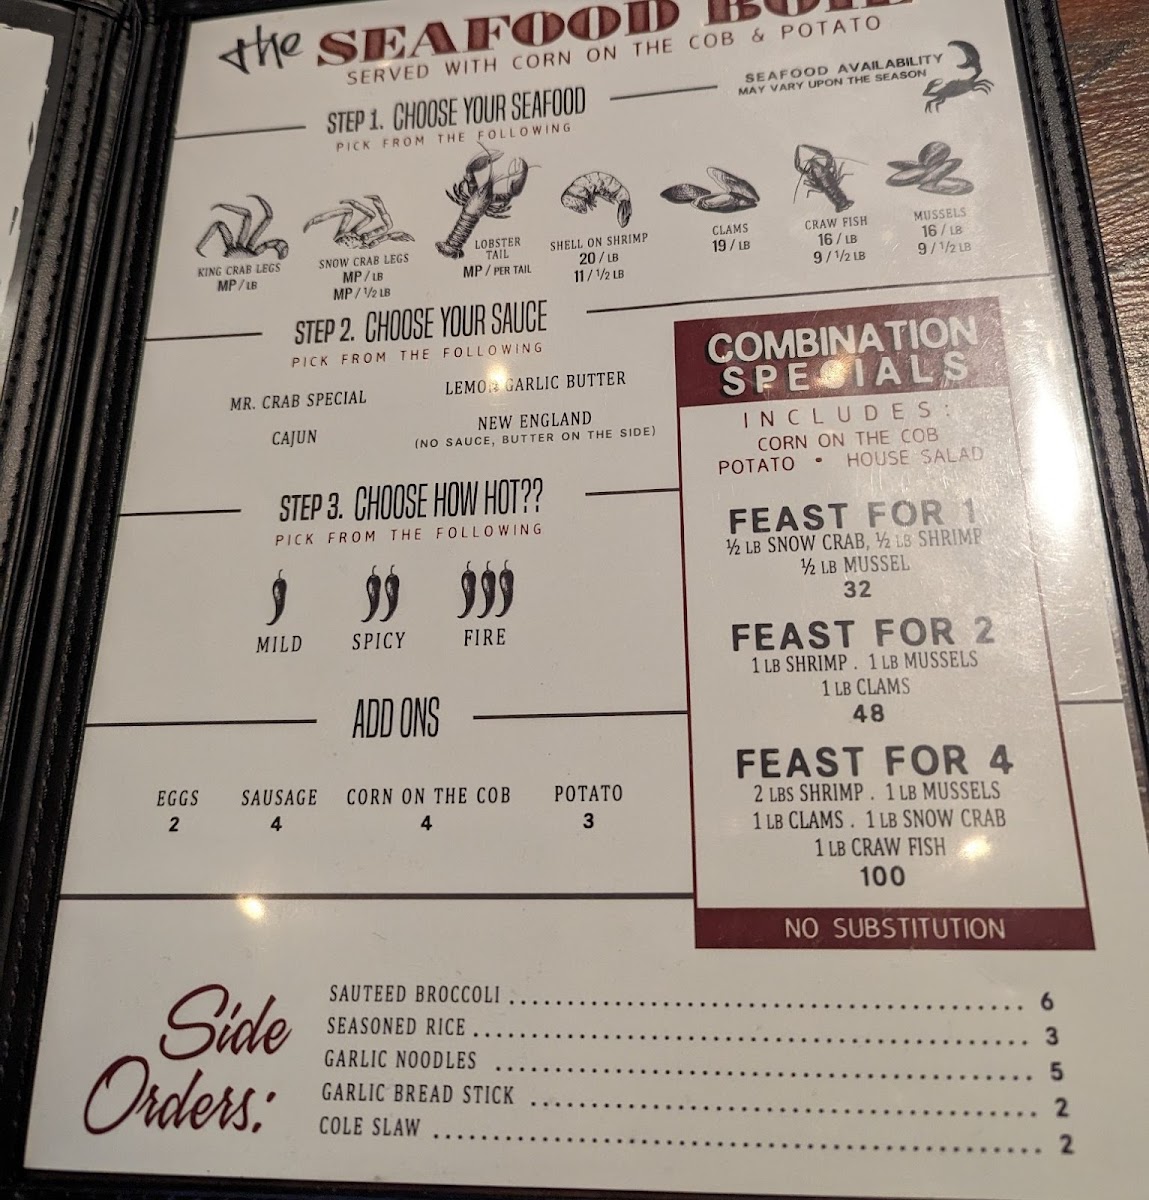 the SEAFOOD BOIL
SERVED WITH CORN ON THE COB & POTATO
SEAFOOD AVAILABILITY
MAY VARY UPON THE SEASON
STEP 1. CHOOSE YOUR SEAFOOD
PICK FROM THE FOLLOWING
KING CRAB LEGS
MP / LB
SNOW CRAB LEGS
MP / LB
MP / ½ LB
LOBSTER
TAIL
MP / PER TAIL
SHELL ON SHRIMP
20 / LB
11 / ½ LB
CLAMS
19 / LB
CRAW FISH
16 / LB
9 / ½ LB
MUSSELS
16 / LB
9 / ½ LB
STEP 2. CHOOSE YOUR SAUCE
PICK FROM THE FOLLOWING
MR. CRAB SPECIAL
LEMON GARLIC BUTTER
CAJUN
NEW ENGLAND
(NO SAUCE, BUTTER ON THE SIDE)
STEP 3. CHOOSE HOW HOT??
PICK FROM THE FOLLOWING
MILD
SPICY
FIRE
ADD ONS
EGGS
2
SAUSAGE
4
CORN ON THE COB
4
POTATO
3
COMBINATION
SPECIALS
INCLUDES:
CORN ON THE COB
POTATO • HOUSE SALAD
FEAST FOR 1
½ LB SNOW CRAB, ½ LB SHRIMP
½ LB MUSSEL
32
FEAST FOR 2
1 LB SHRIMP . 1 LB MUSSELS
1 LB CLAMS
48
FEAST FOR 4
2 LBS SHRIMP . 1 LB MUSSELS
1 LB CLAMS . 1 LB SNOW CRAB
1 LB CRAW FISH
100
NO SUBSTITUTION
Side
Orders:
SAUTEED BROCCOLI 6
SEASONED RICE 3
GARLIC NOODLES 5
GARLIC BREAD STICK 2
COLE SLAW 2